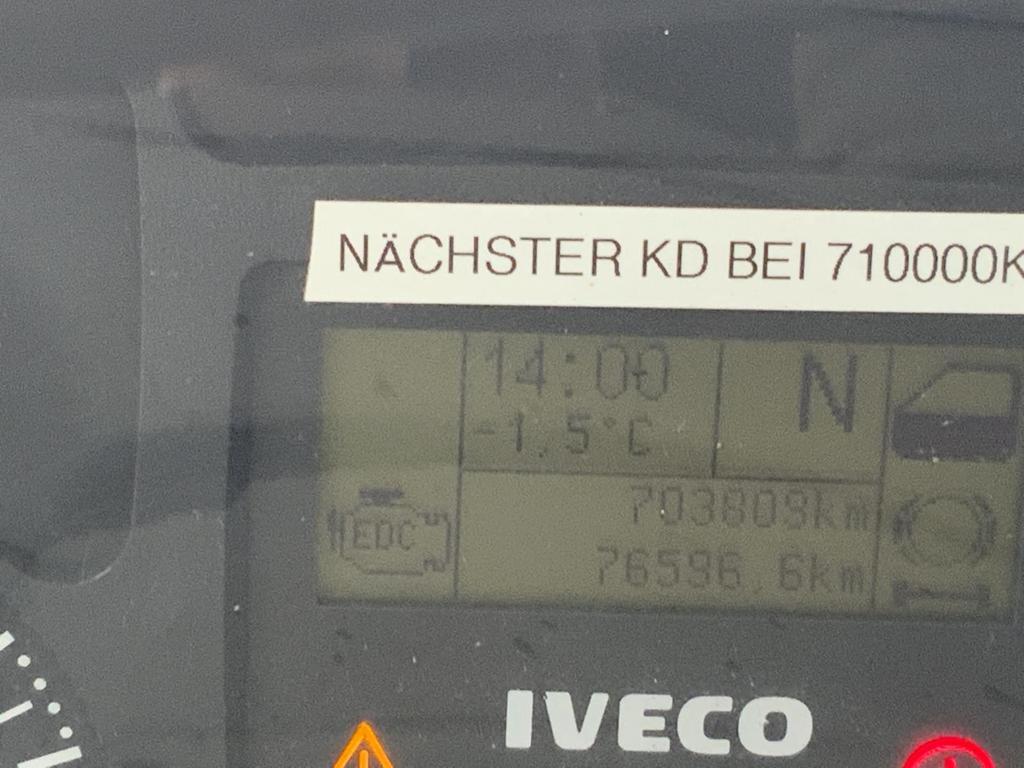 NÄCHSTER KD BEI 710000K
14:00
N
-1,5°C
703809km
EDC
76596,6km
IVECO